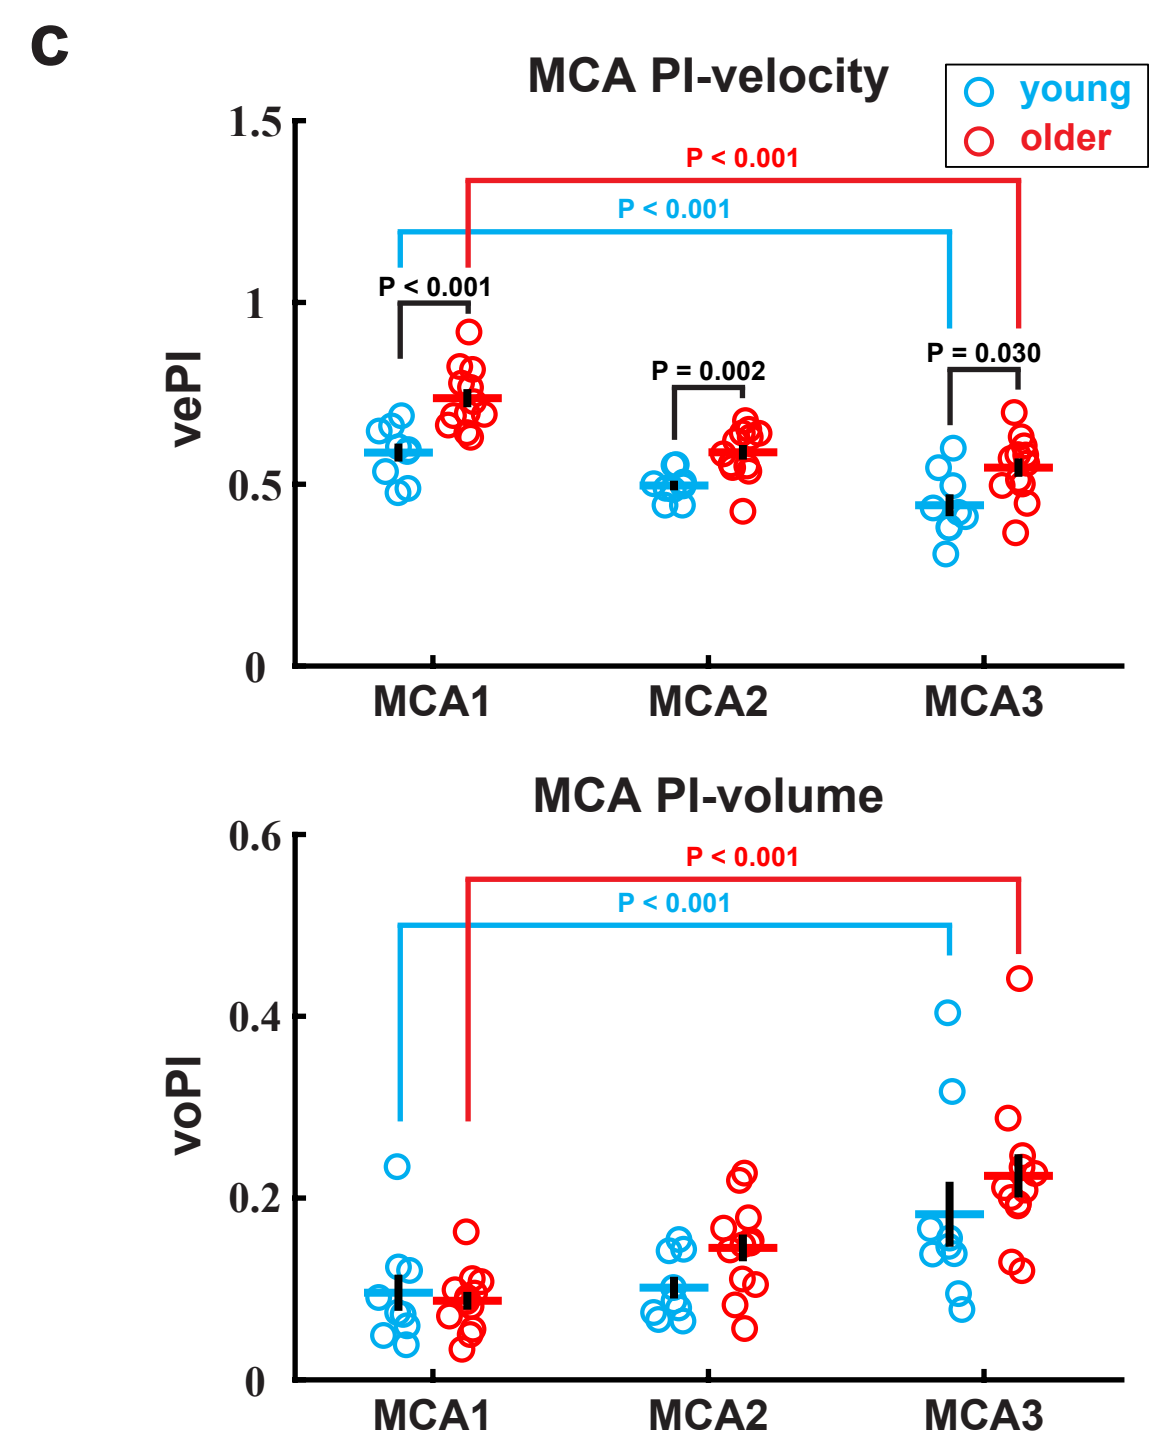 c
MCA PI-velocity
young
older
1.5
P < 0.001
P < 0.001
P < 0.001
1
P = 0.030
P = 0.002
vePI
0.5
0
MCA1 MCA2 MCA3
MCA PI-volume
0.6
P < 0.001
P < 0.001
0.4
voPI
0.2
0
MCA1 MCA2 MCA3